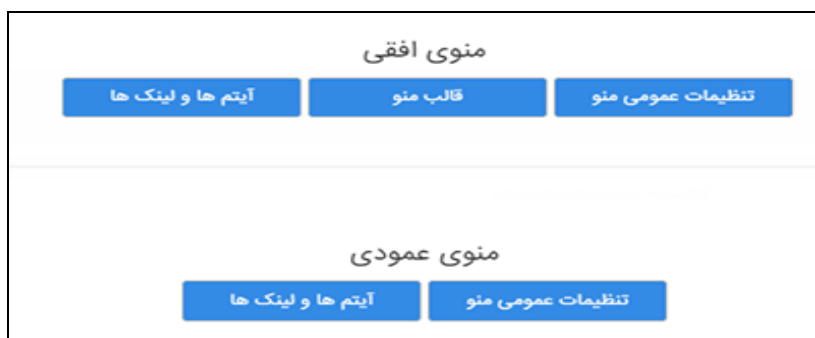 منوی افقی
تنظیمات عمومی منو قالب منو آیتم ها و لینک ها
منوی عمودی
تنظیمات عمومی منو آیتم ها و لینک ها